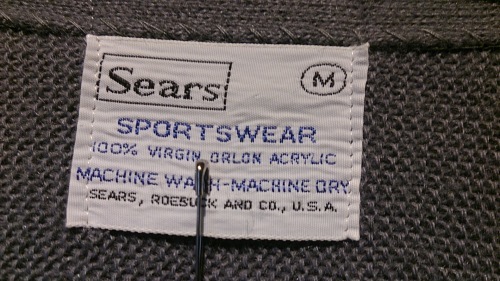 Sears
M
SPORTSWEAR
100% VIRGIN ORLON ACRYLIC
MACHINE WASH-MACHINE DRY
SEARS, ROEBUCK AND CO., U.S.A.